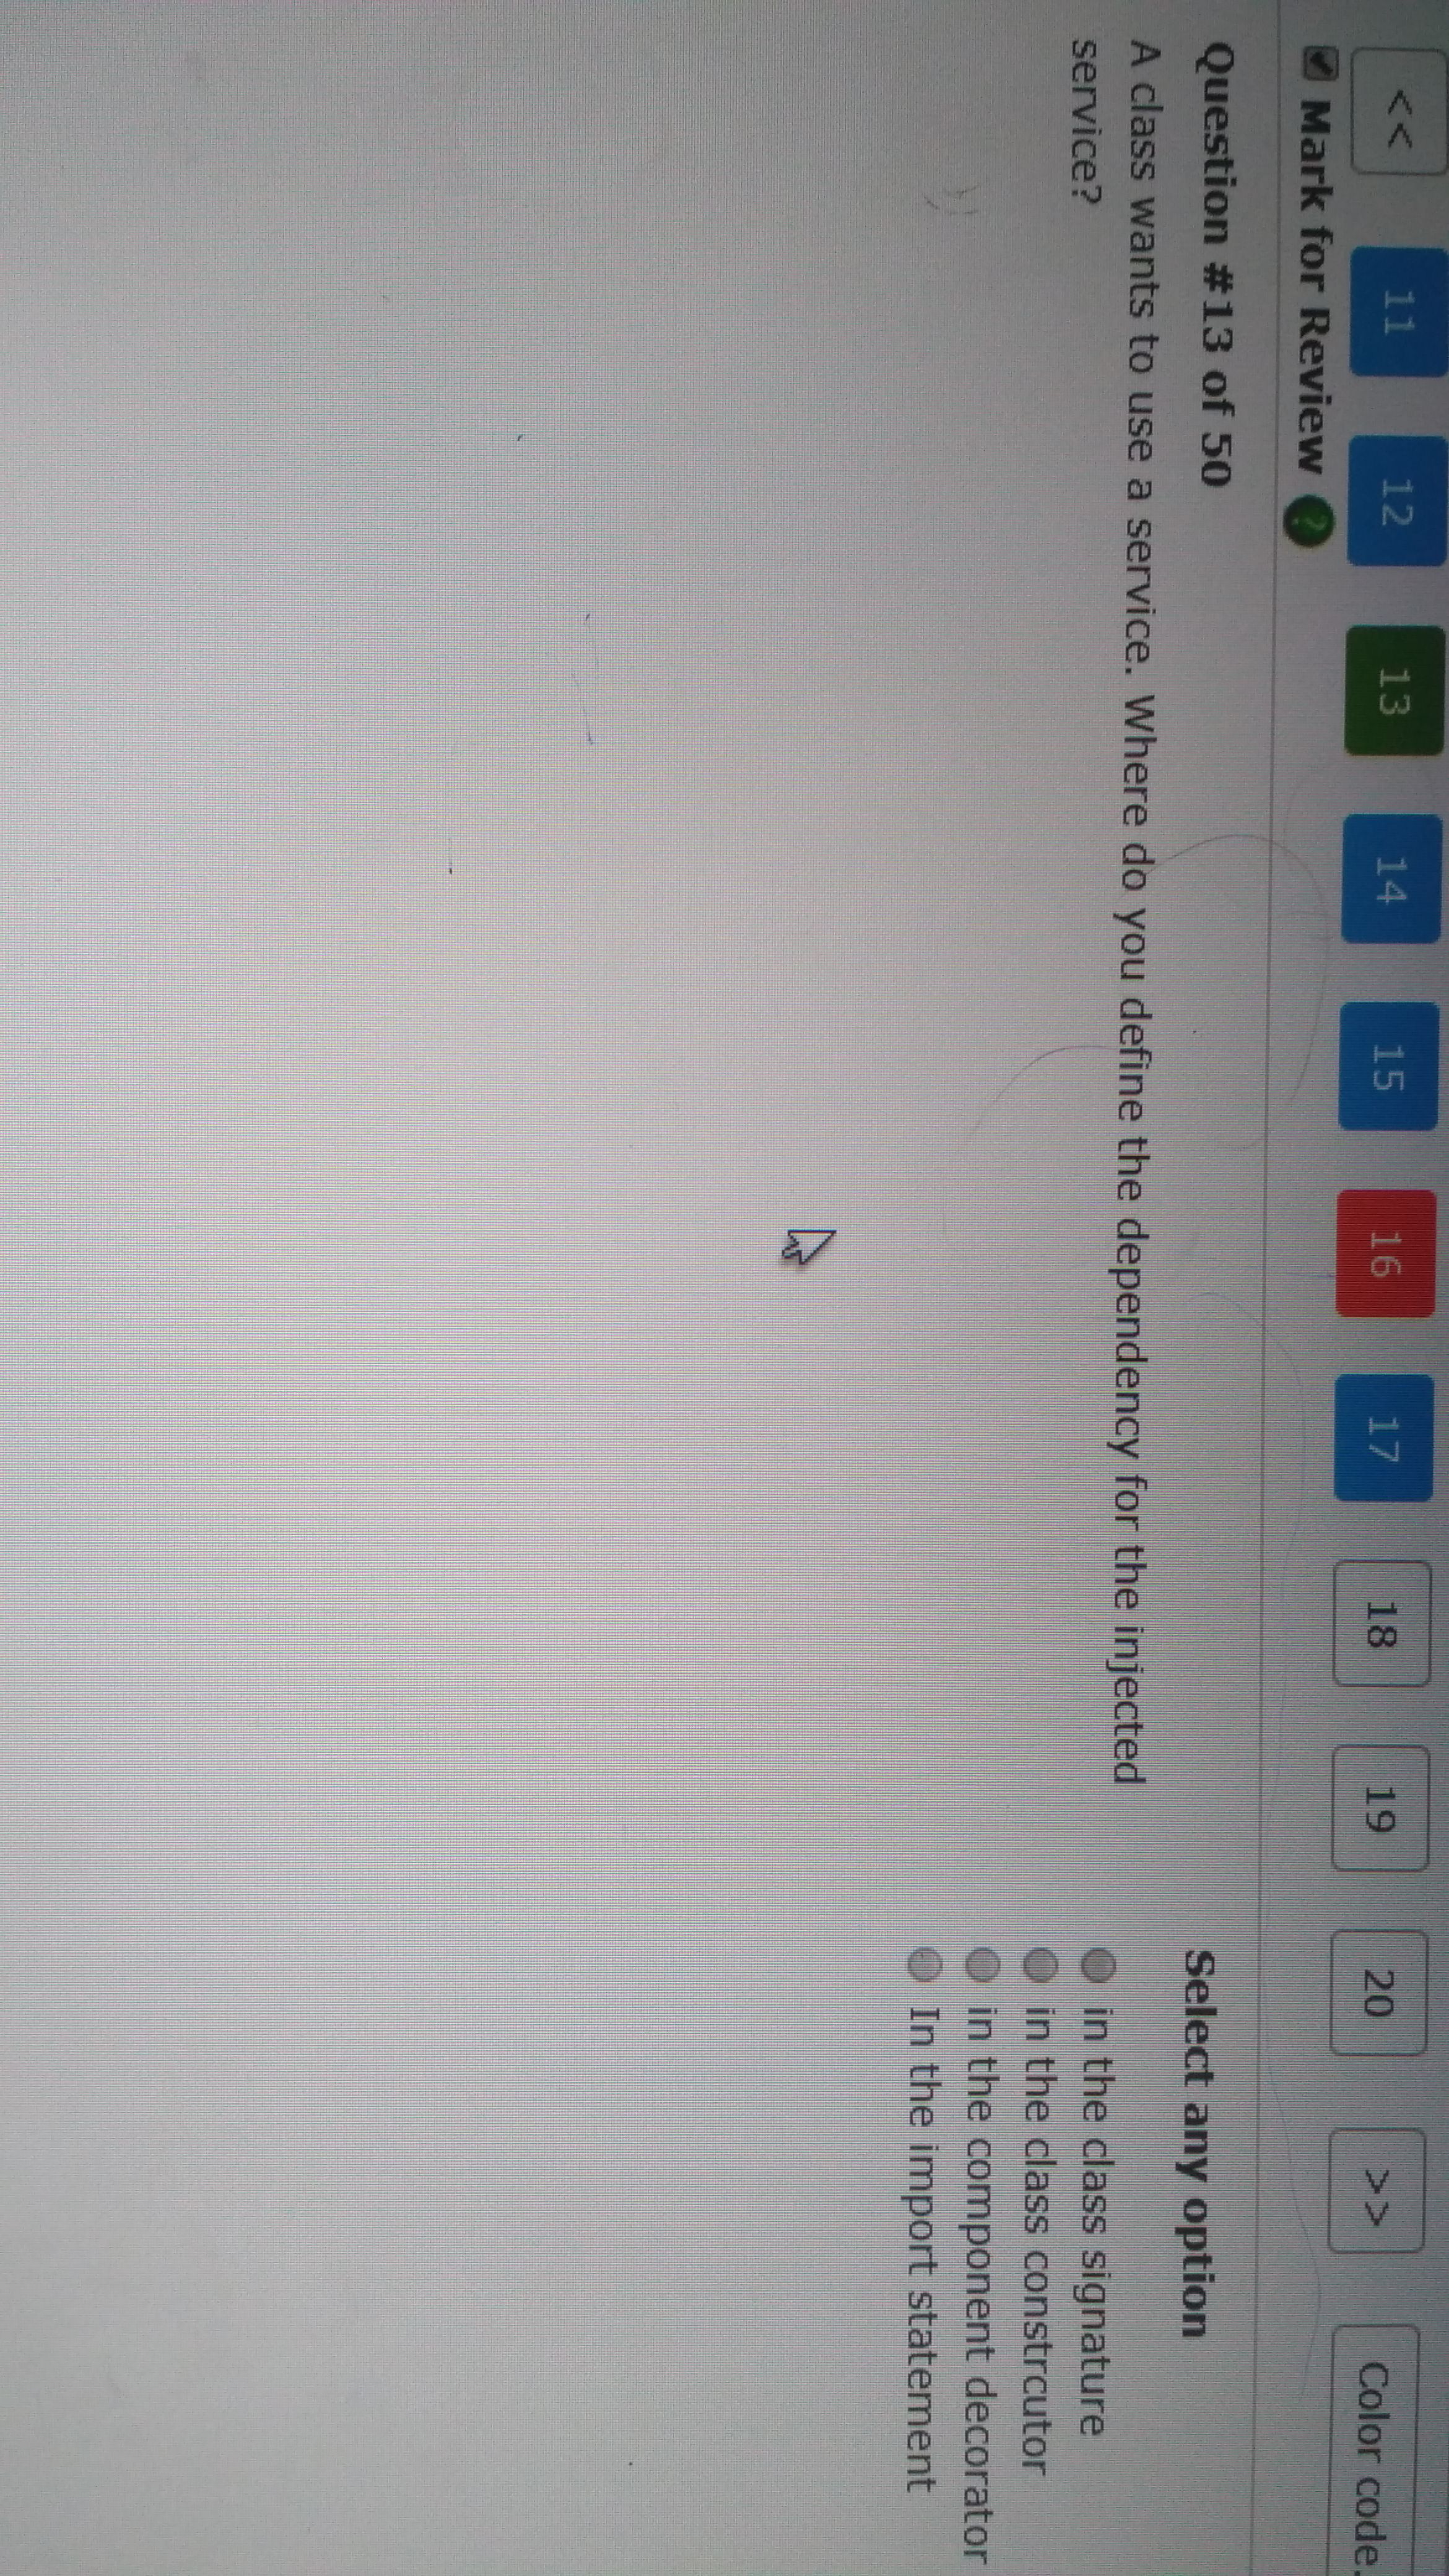 << 11 12 13 14 15 16 17 18 19 20 >> Color code.
Mark for Review ?
Question #13 of 50
A class wants to use a service. Where do you define the dependency for the injected
service?
Select any option
in the class signature
in the class constrcutor
in the component decorator
In the import statement